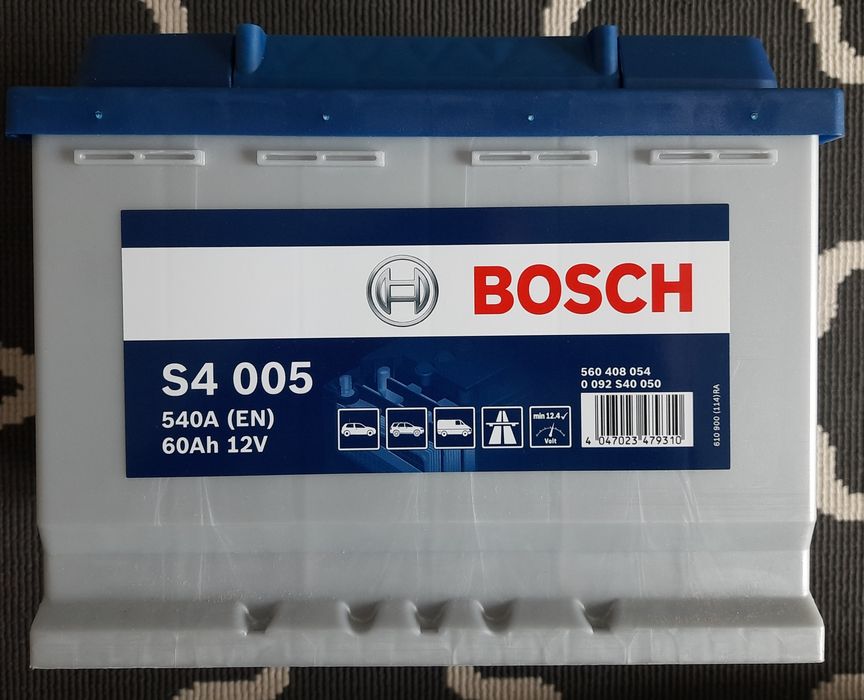 BOSCH
S4 005
540A (EN)
60Ah 12V
560 408 054
0 092 S40 050
min 12.4✓
Volt
4 047023 479310
610 900 (114)RA